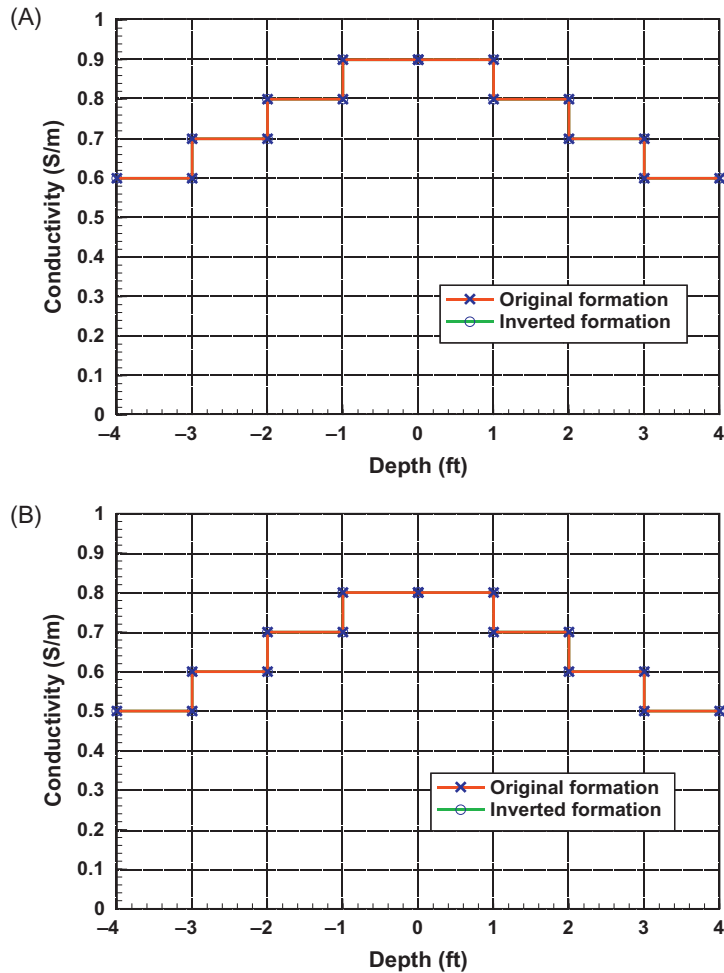 (A)
1
0.9
0.8
0.7
0.6
0.5
0.4
0.3
0.2
0.1
0
Conductivity (S/m)
Original formation
Inverted formation
–4 –3 –2 –1 0 1 2 3 4
Depth (ft)
(B)
1
0.9
0.8
0.7
0.6
0.5
0.4
0.3
0.2
0.1
0
Conductivity (S/m)
Original formation
Inverted formation
–4 –3 –2 –1 0 1 2 3 4
Depth (ft)